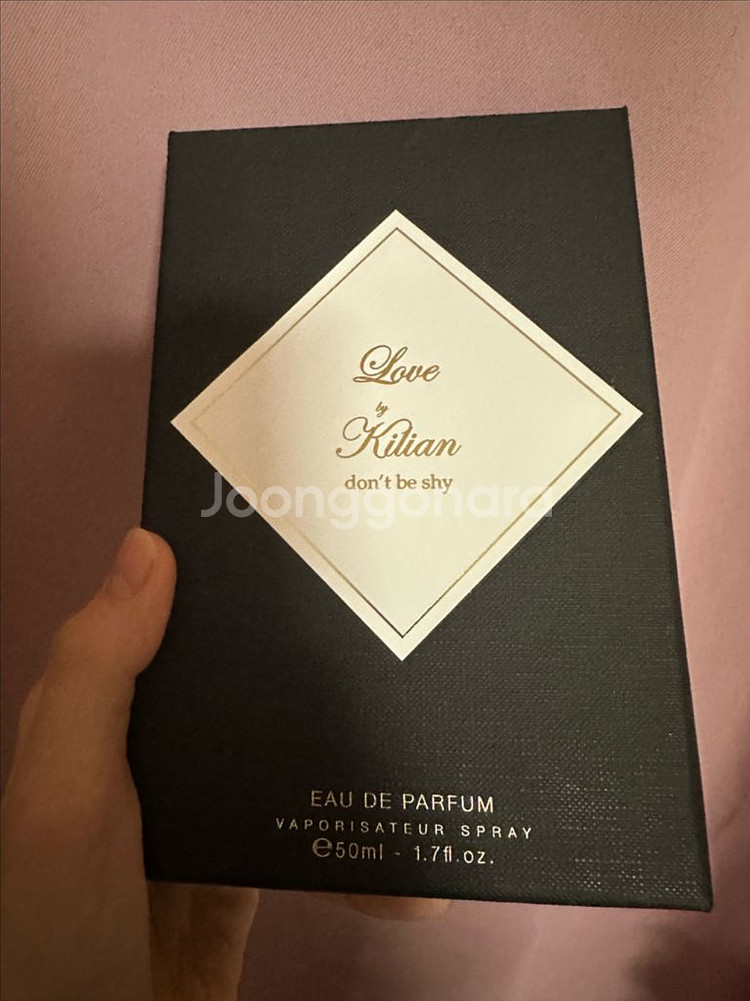 Love
by
Kilian
don't be shy
Joonggonara
EAU DE PARFUM
VAPORISATEUR SPRAY
℮50ml - 1.7fl.oz.